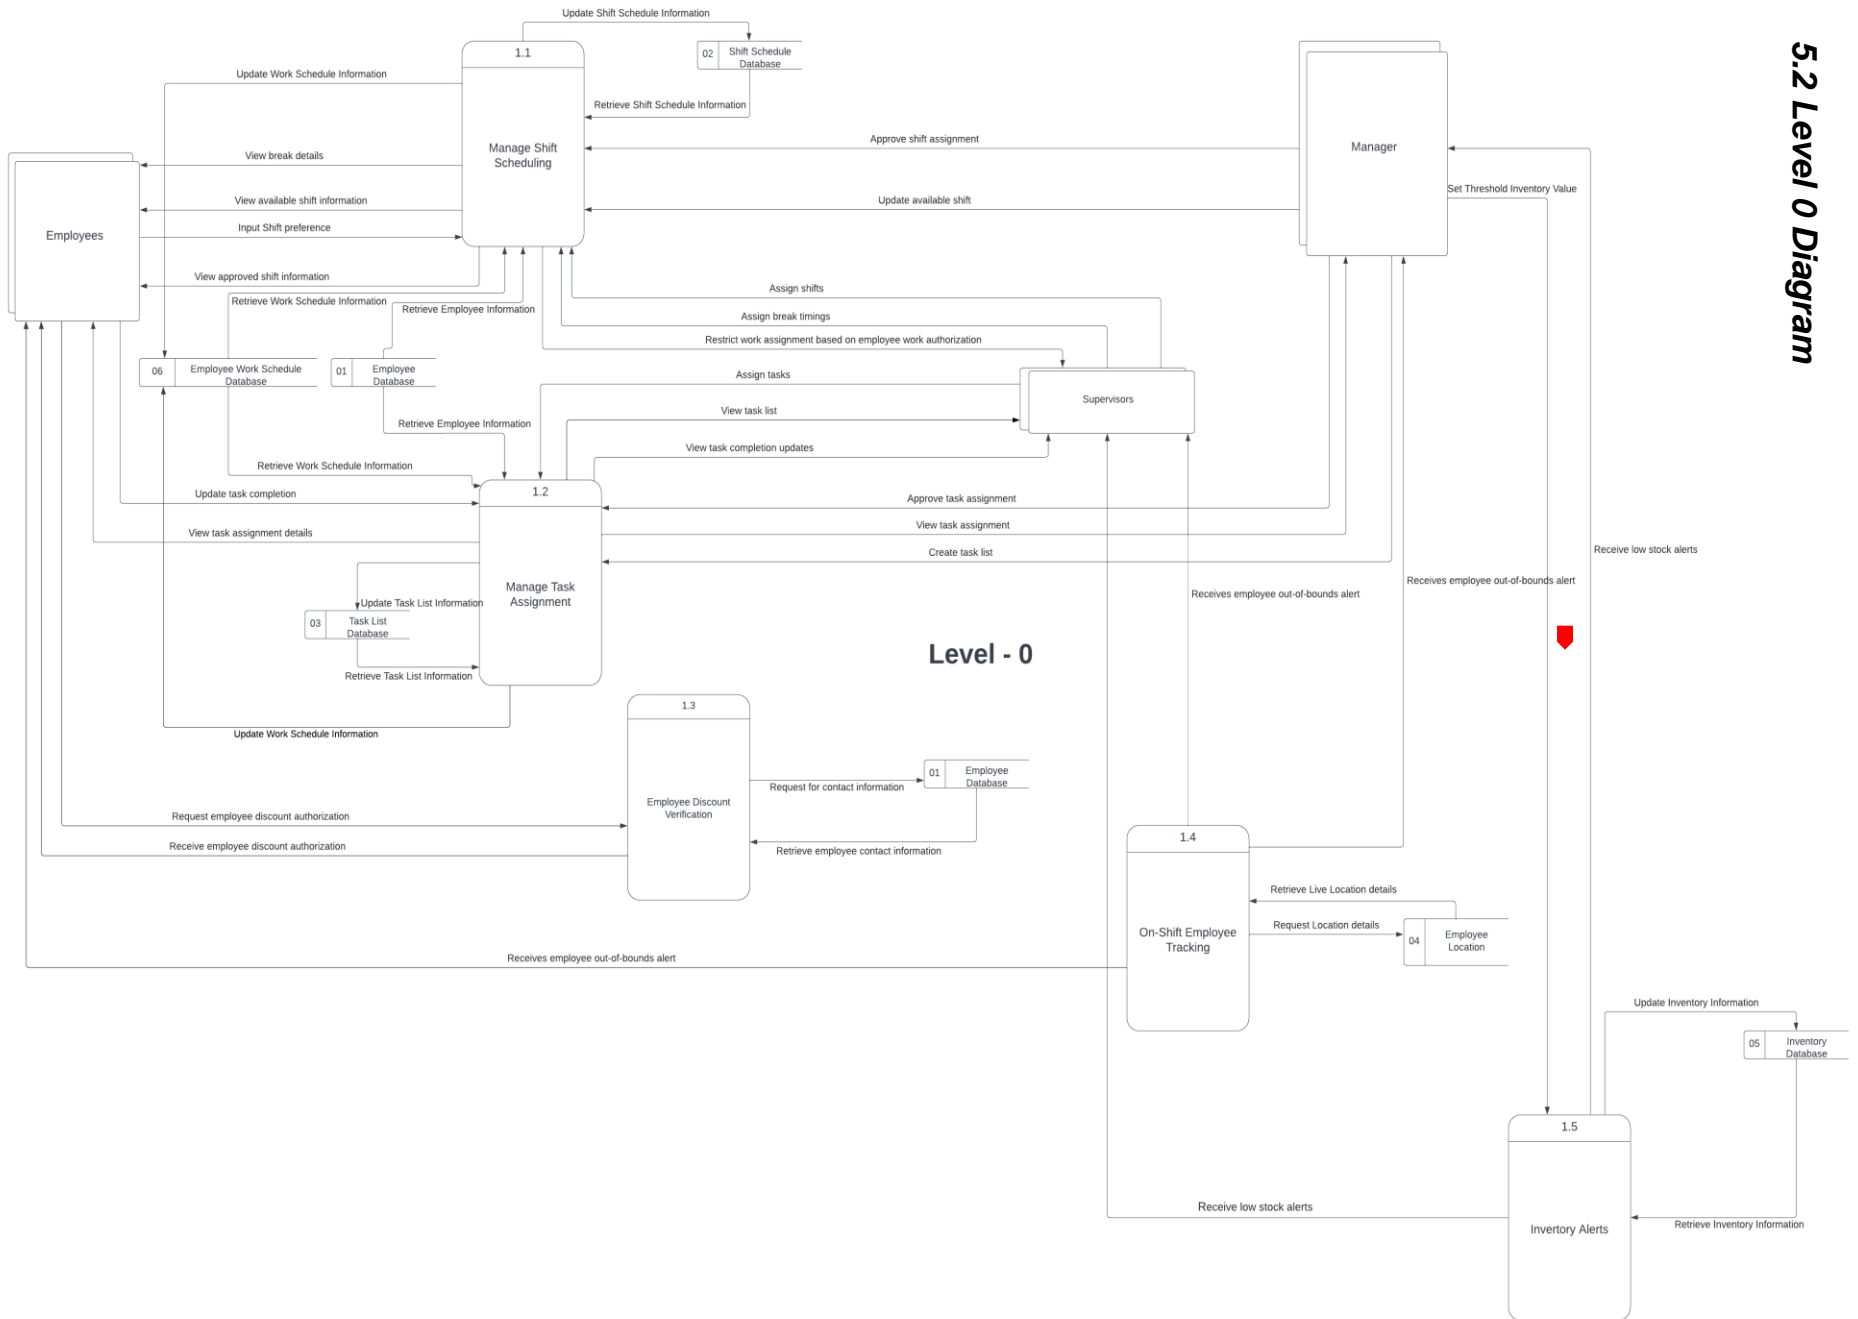 5.2 Level 0 Diagram
Update Shift Schedule Information
1.1
02
Shift Schedule
Database
Update Work Schedule Information
Retrieve Shift Schedule Information
Manage Shift
Scheduling
Approve shift assignment
Manager
View break details
Set Threshold Inventory Value
View available shift information
Update available shift
Input Shift preference
Employees
View approved shift information
Retrieve Work Schedule Information
Retrieve Employee Information
Assign shifts
Assign break timings
Restrict work assignment based on employee work authorization
06
Employee Work Schedule
Database
01
Employee
Database
Assign tasks
Supervisors
View task list
Retrieve Employee Information
View task completion updates
Retrieve Work Schedule Information
Update task completion
1.2
Approve task assignment
View task assignment
View task assignment details
Create task list
Receive low stock alerts
Receives employee out-of-bounds alert
Receives employee out-of-bounds alert
Manage Task
Assignment
Update Task List Information
03
Task List
Database
Retrieve Task List Information
Level - 0
Update Work Schedule Information
1.3
Employee Discount
Verification
Request for contact information
01
Employee
Database
Request employee discount authorization
Receive employee discount authorization
Retrieve employee contact information
1.4
Retrieve Live Location details
Request Location details
04
Employee
Location
On-Shift Employee
Tracking
Receives employee out-of-bounds alert
Update Inventory Information
05
Inventory
Database
1.5
Receive low stock alerts
Retrieve Inventory Information
Invertory Alerts